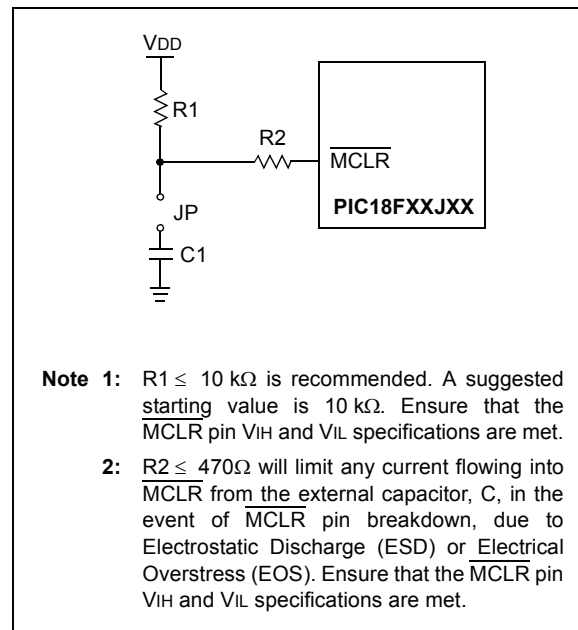 VDD
R1
R2
MCLR
JP
PIC18FXXJXX
C1
Note 1: R1 ≤ 10 kΩ is recommended. A suggested
starting value is 10 kΩ. Ensure that the
MCLR pin VIH and VIL specifications are met.
2: R2 ≤ 470Ω will limit any current flowing into
MCLR from the external capacitor, C, in the
event of MCLR pin breakdown, due to
Electrostatic Discharge (ESD) or Electrical
Overstress (EOS). Ensure that the MCLR pin
VIH and VIL specifications are met.